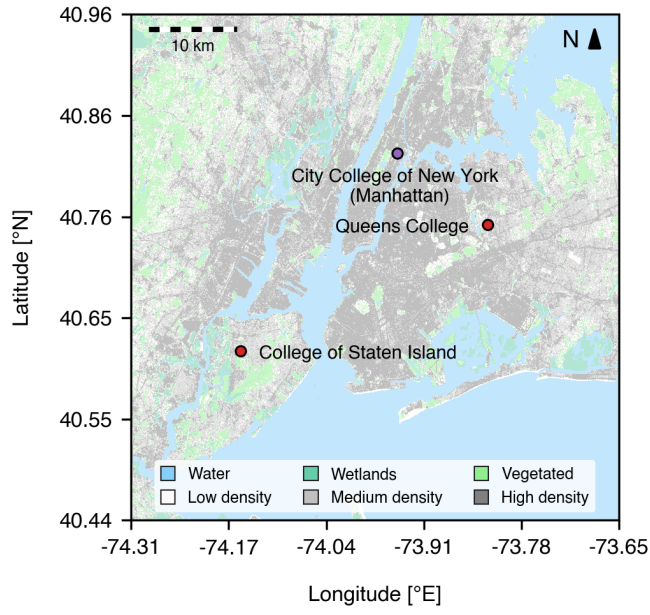 40.96
10 km
N
40.86
City College of New York
(Manhattan)
40.76
Queens College
Latitude [°N]
40.65
College of Staten Island
40.55
Water
Wetlands
Vegetated
Low density
Medium density
High density
40.44
-74.31
-74.17
-74.04
-73.91
-73.78
-73.65
Longitude [°E]